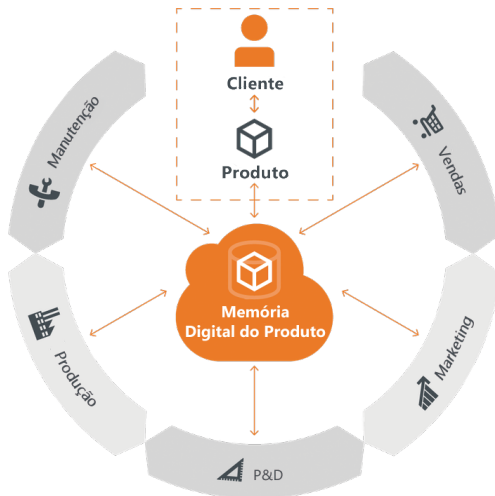 Cliente
Produto
Manutenção
Vendas
Memória
Digital do Produto
Produção
Marketing
P&D